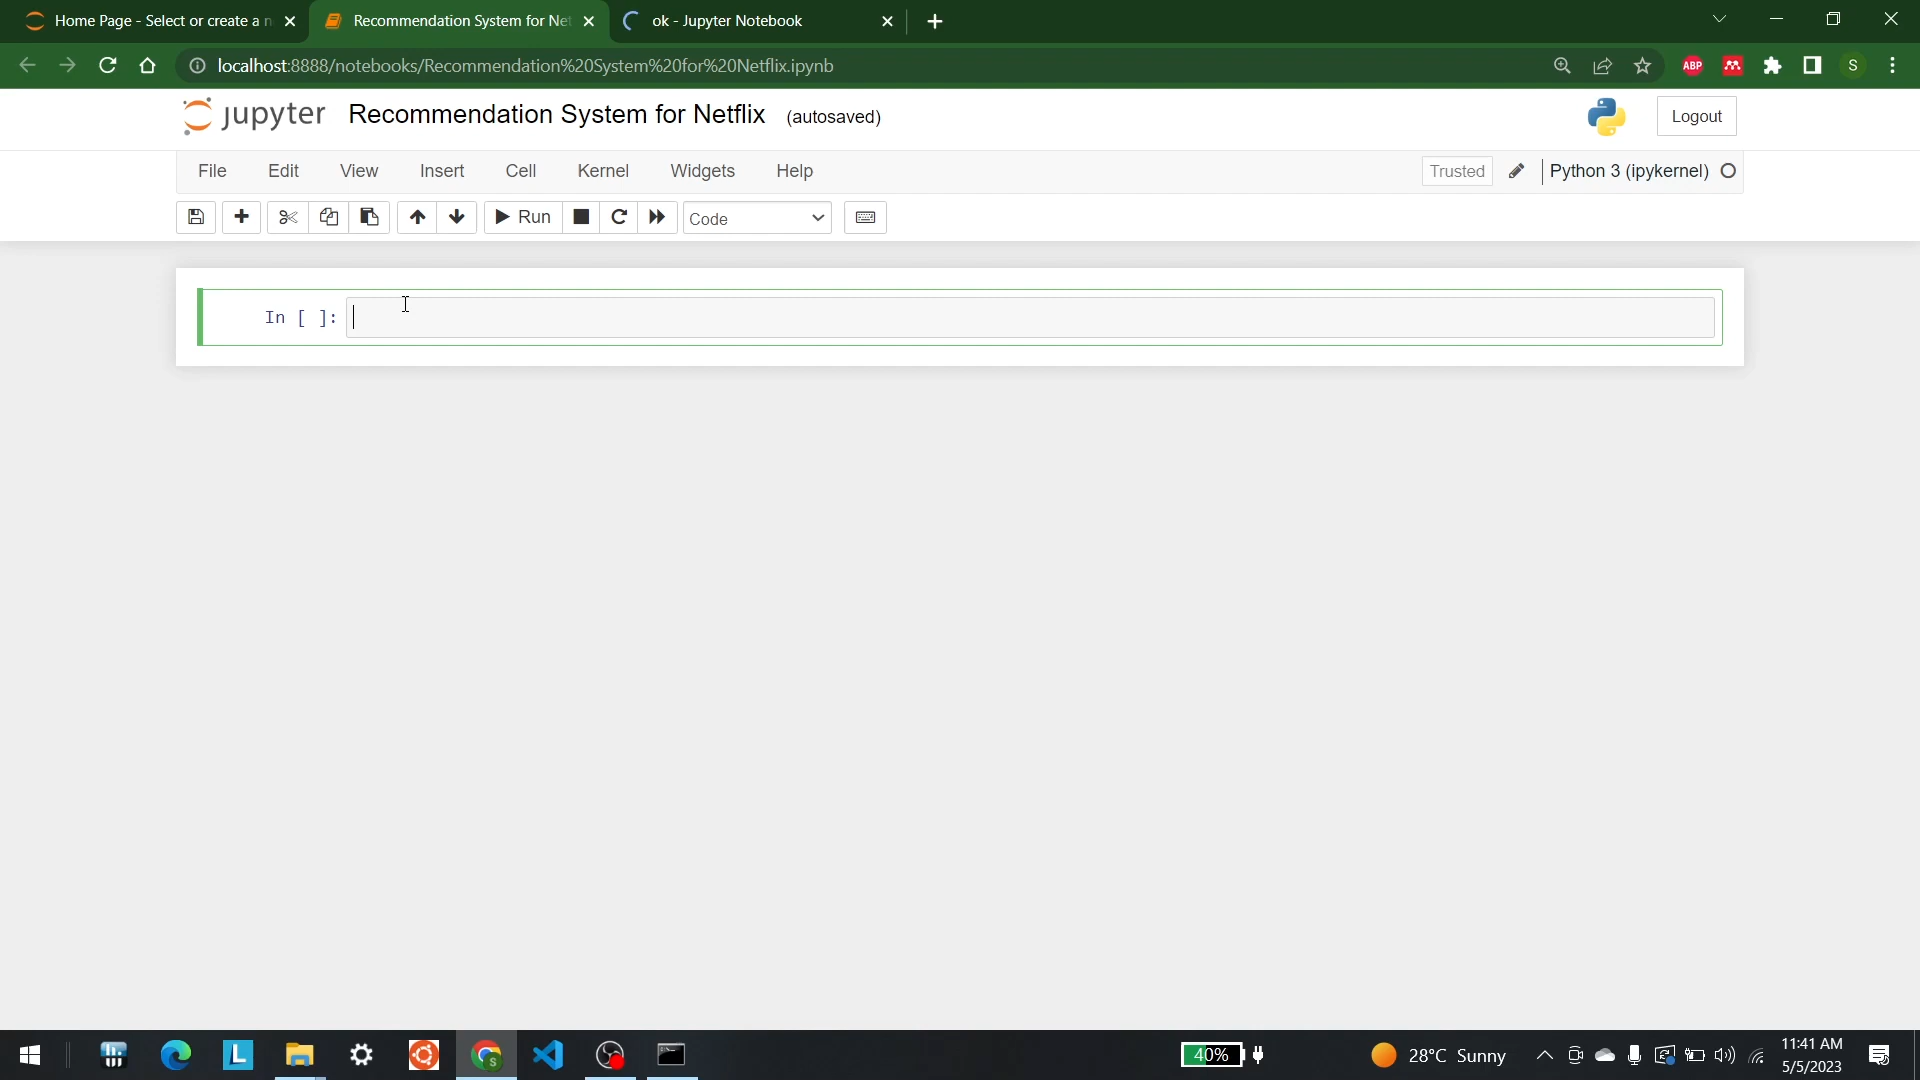 Home Page - Select or create a n
Recommendation System for Net
ok - Jupyter Notebook
localhost:8888/notebooks/Recommendation%20System%20for%20Netflix.ipynb
ABP
S
jupyter Recommendation System for Netflix (autosaved)
Logout
File Edit View Insert Cell Kernel Widgets Help
Trusted
Python 3 (ipykernel)
Run
Code
In [ ]:
L
S
40%
28°C Sunny
11:41 AM
5/5/2023